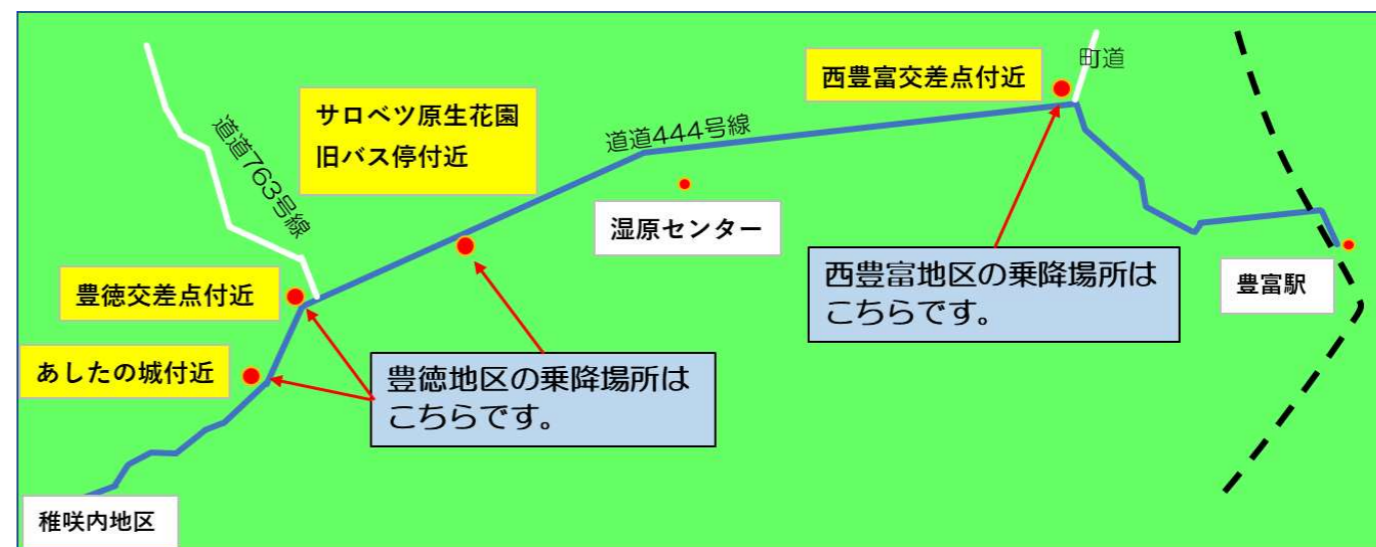 町道
西豊富交差点付近
サロベツ原生花園
旧バス停付近
道道444号線
道道763号線
湿原センター
西豊富地区の乗降場所は
こちらです。
豊富駅
豊徳交差点付近
あしたの城付近
豊徳地区の乗降場所は
こちらです。
稚咲内地区